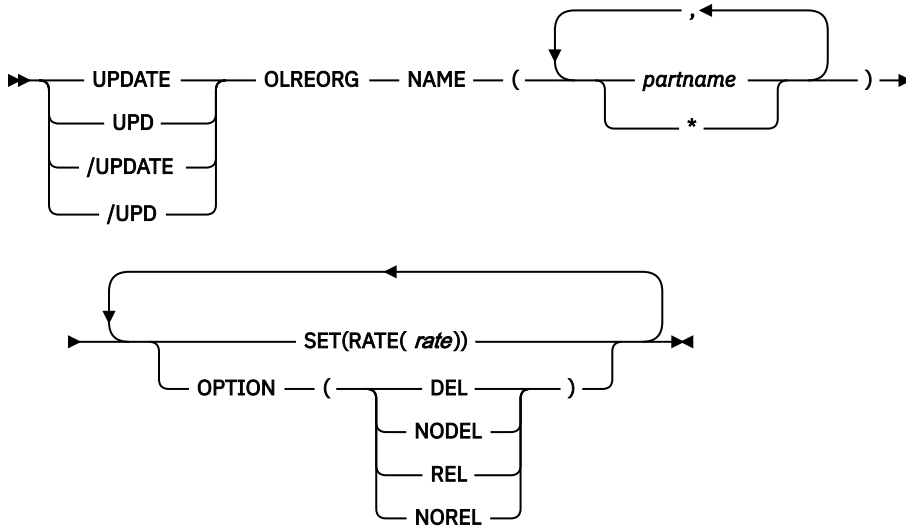 ,
UPDATE OLREORG NAME ( partname )
UPD *
/UPDATE
/UPD
SET(RATE( rate))
OPTION ( DEL )
NODEL
REL
NOREL